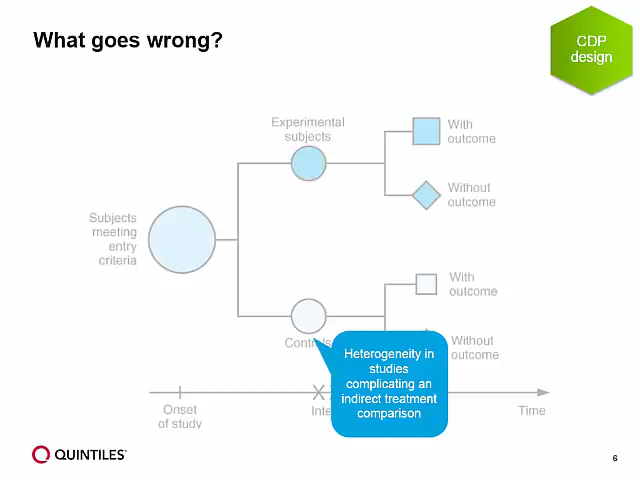 What goes wrong?
CDP
design
Experimental
subjects
With
outcome
Without
outcome
Subjects
meeting
entry
criteria
With
outcome
Controls
Without
outcome
Heterogeneity in
studies
complicating an
indirect treatment
comparison
Onset
of study
Time
QUINTILES
6